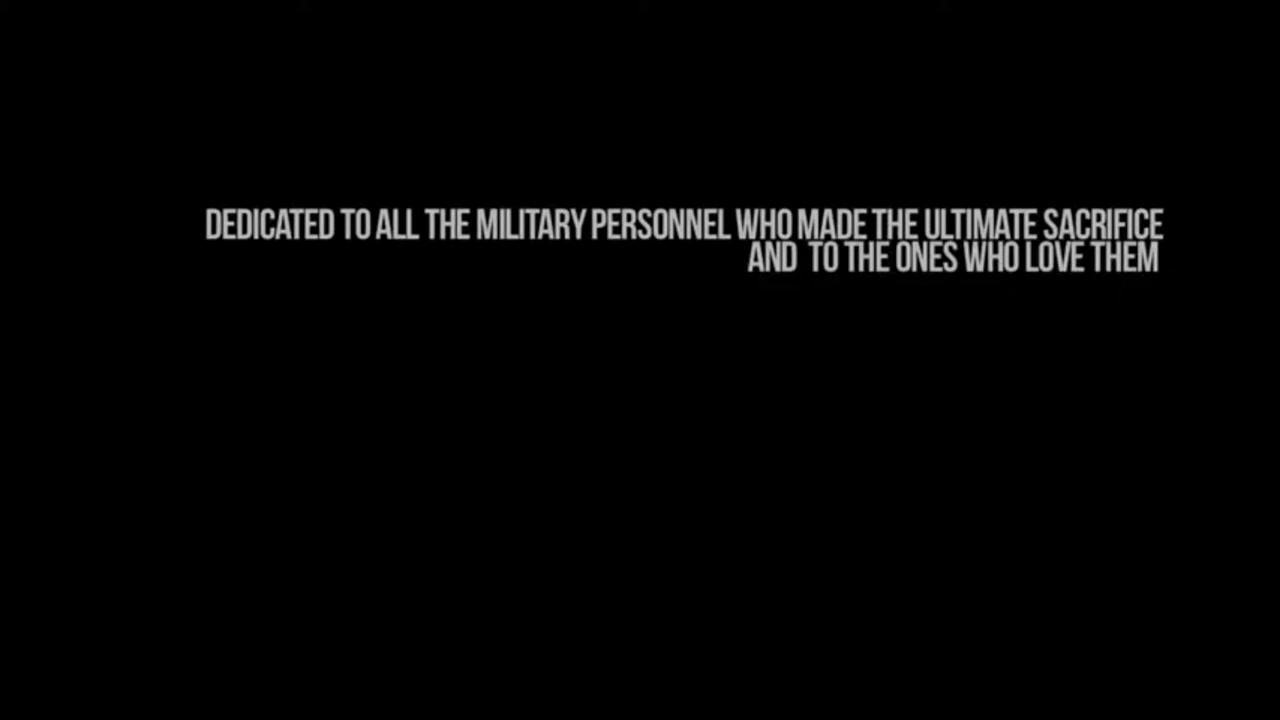 DEDICATED TO ALL THE MILITARY PERSONNEL WHO MADE THE ULTIMATE SACRIFICE
AND TO THE ONES WHO LOVE THEM